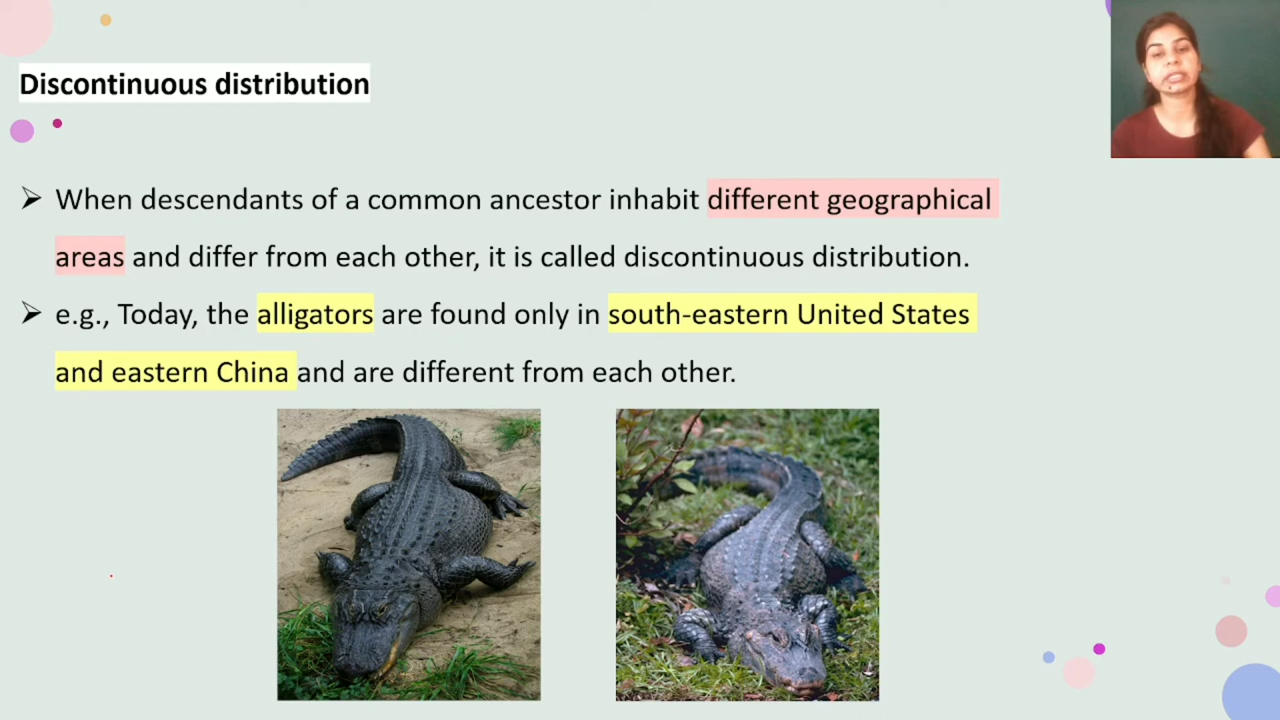 Discontinuous distribution
When descendants of a common ancestor inhabit different geographical
areas and differ from each other, it is called discontinuous distribution.
e.g., Today, the alligators are found only in south-eastern United States
and eastern China and are different from each other.